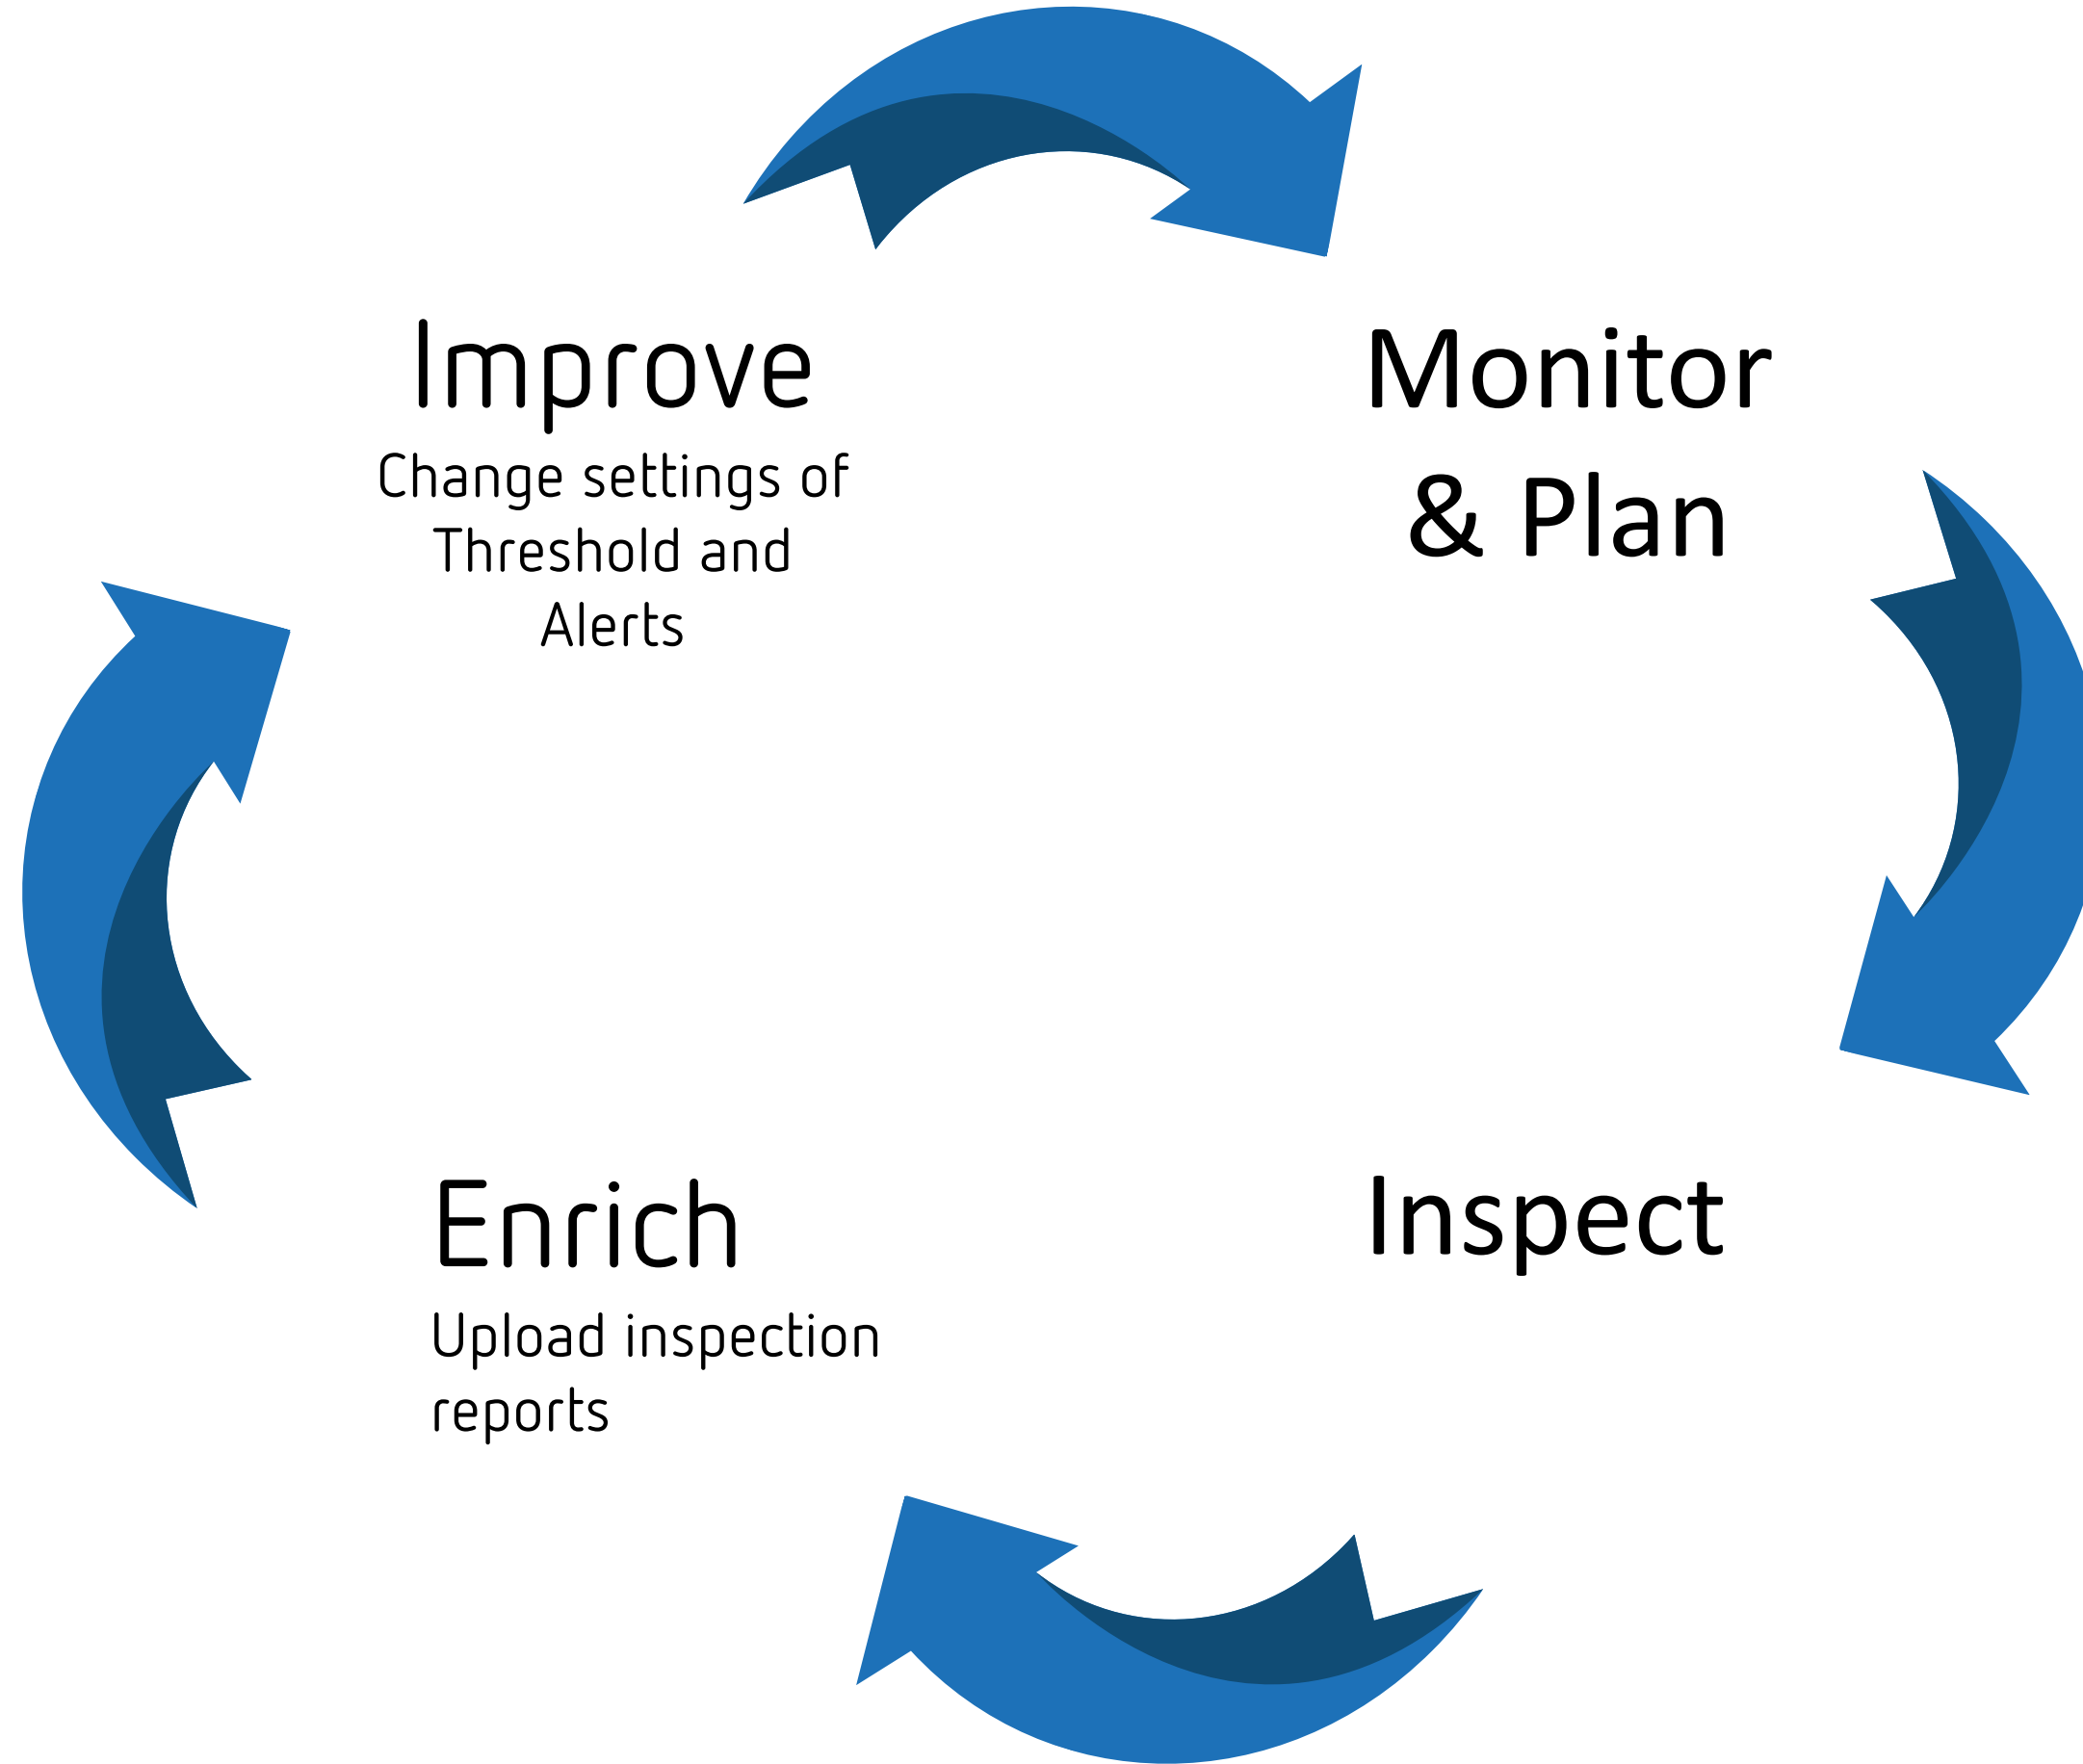 Improve
Change settings of
Threshold and
Alerts
Monitor
& Plan
Enrich
Upload inspection
reports
Inspect